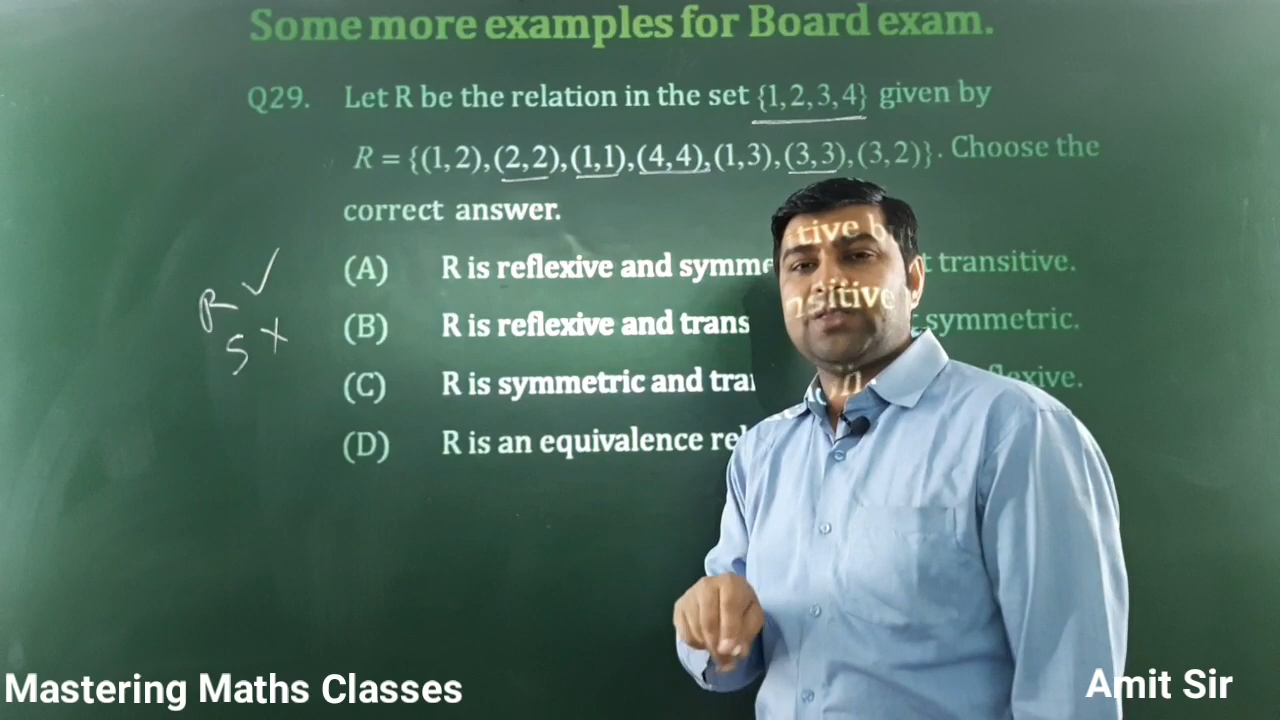 Some more examples for Board exam.
Q29. Let R be the relation in the set {1, 2, 3, 4} given by
R = {(1, 2), (2, 2), (1, 1), (4, 4), (1, 3), (3, 3), (3, 2)}. Choose the
correct answer.
(A) R is reflexive and symme t transitive.
R ✓
(B) R is reflexive and trans symmetric.
S ×
(C) R is symmetric and tra flexive.
(D) R is an equivalence rel
tive b
nsitive
Mastering Maths Classes
Amit Sir